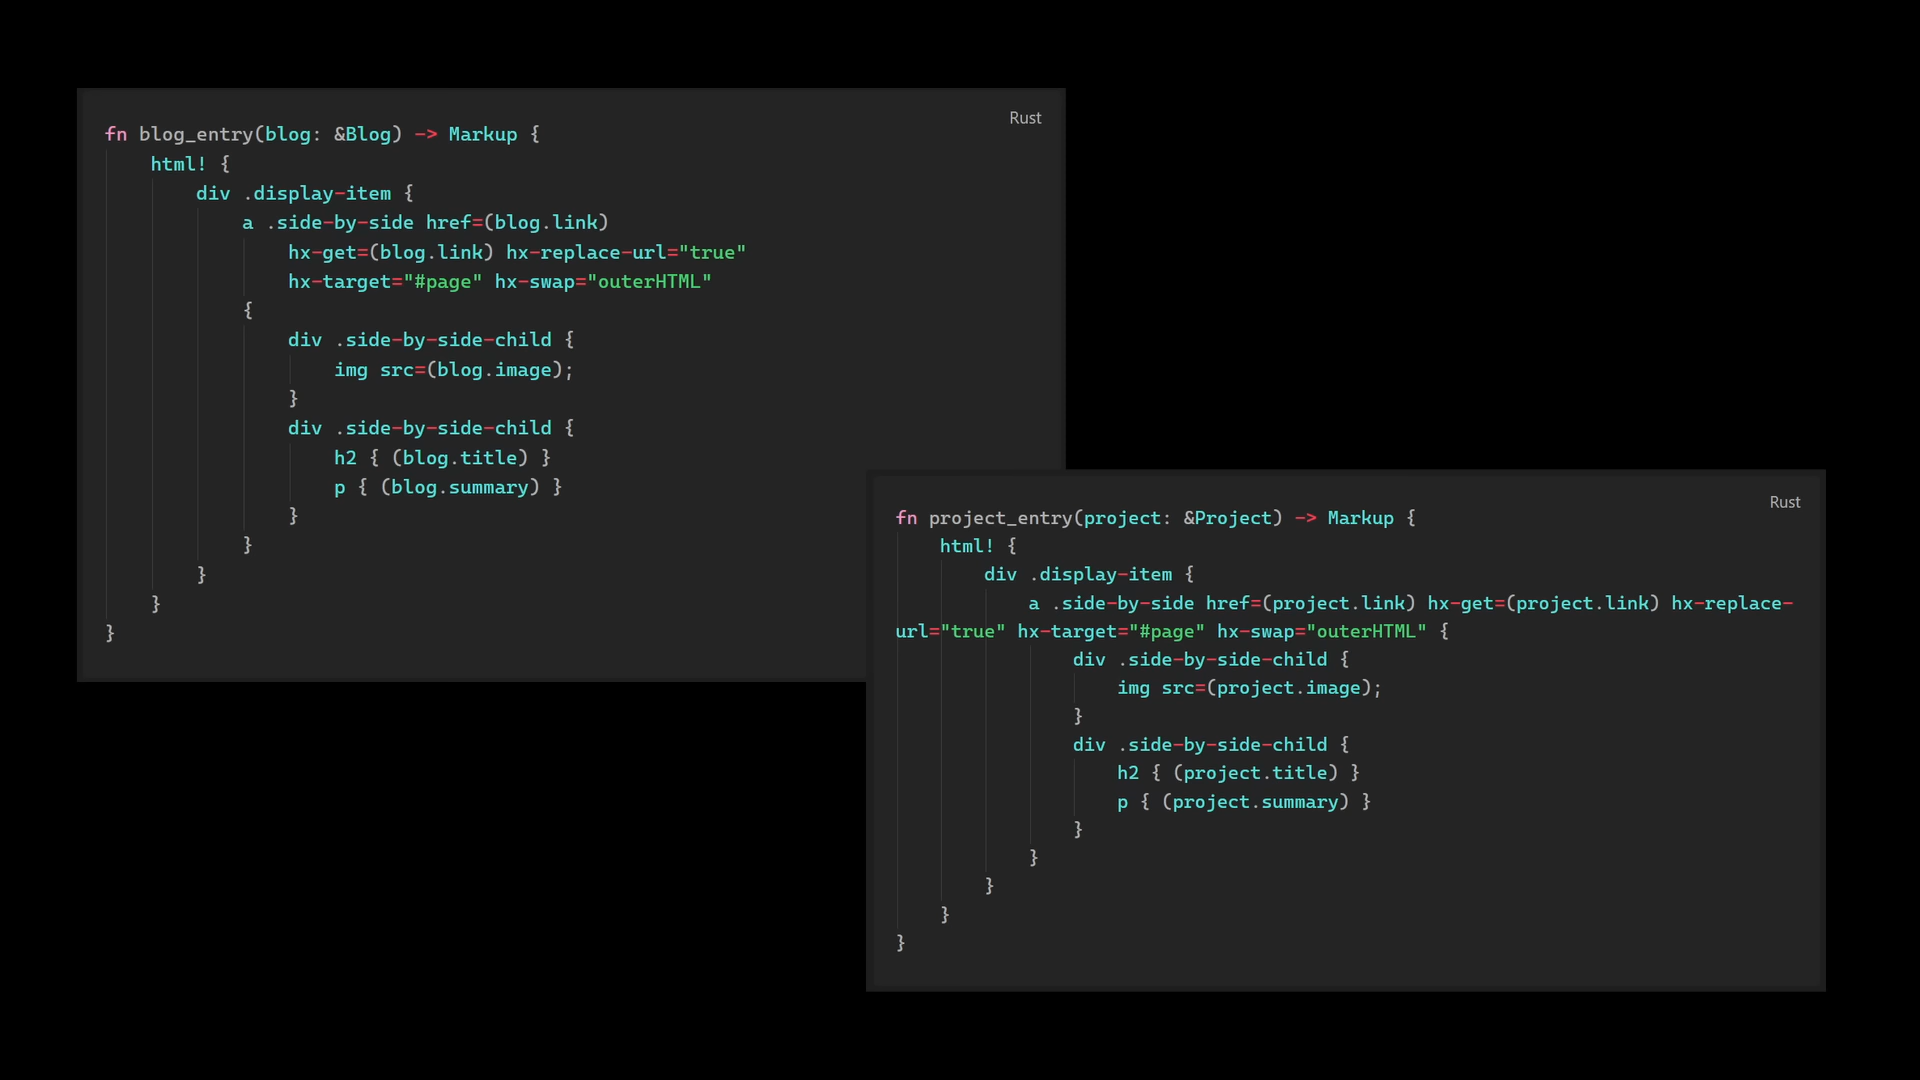 Rust
fn blog_entry(blog: &Blog) -> Markup {
    html! {
        div .display-item {
            a .side-by-side href=(blog.link)
                hx-get=(blog.link) hx-replace-url="true"
                hx-target="#page" hx-swap="outerHTML"
            {
                div .side-by-side-child {
                    img src=(blog.image);
                }
                div .side-by-side-child {
                    h2 { (blog.title) }
                    p { (blog.summary) }
                }
            }
        }
    }
}
Rust
fn project_entry(project: &Project) -> Markup {
    html! {
        div .display-item {
            a .side-by-side href=(project.link) hx-get=(project.link) hx-replace-
url="true" hx-target="#page" hx-swap="outerHTML" {
                div .side-by-side-child {
                    img src=(project.image);
                }
                div .side-by-side-child {
                    h2 { (project.title) }
                    p { (project.summary) }
                }
            }
        }
    }
}